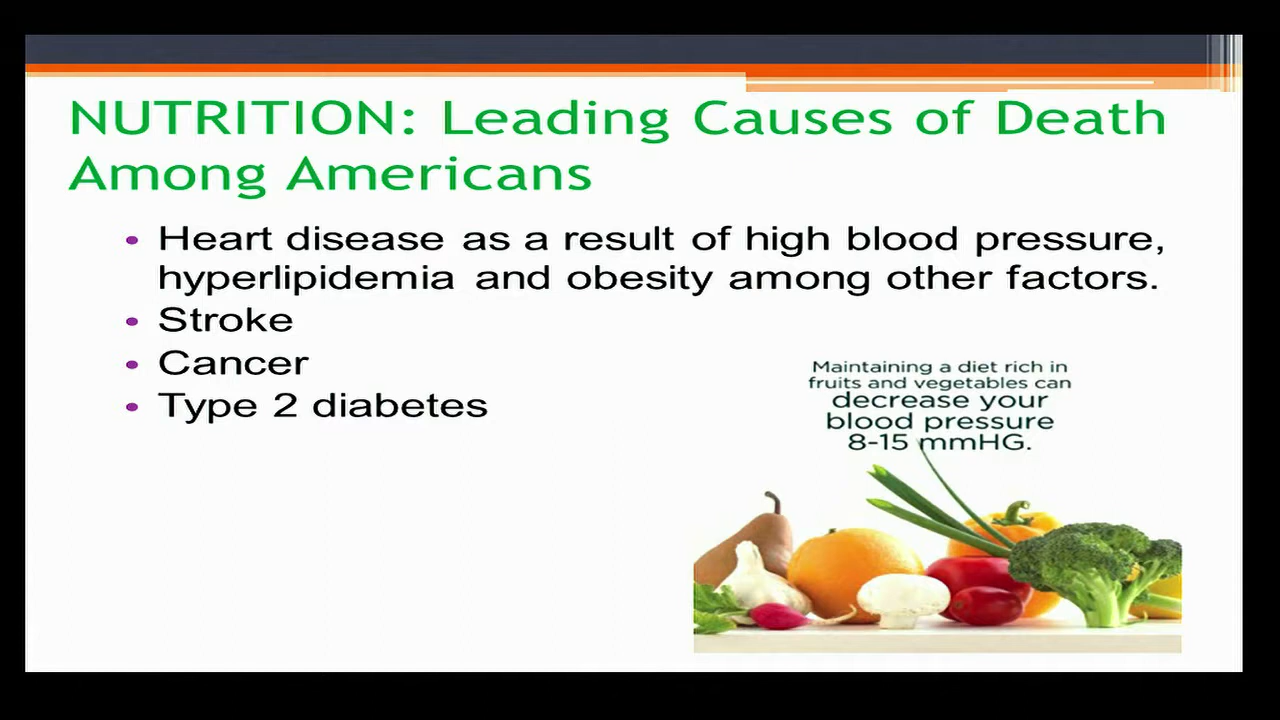 NUTRITION: Leading Causes of Death
Among Americans
• Heart disease as a result of high blood pressure,
hyperlipidemia and obesity among other factors.
• Stroke
• Cancer
• Type 2 diabetes
Maintaining a diet rich in
fruits and vegetables can
decrease your
blood pressure
8-15 mmHG.